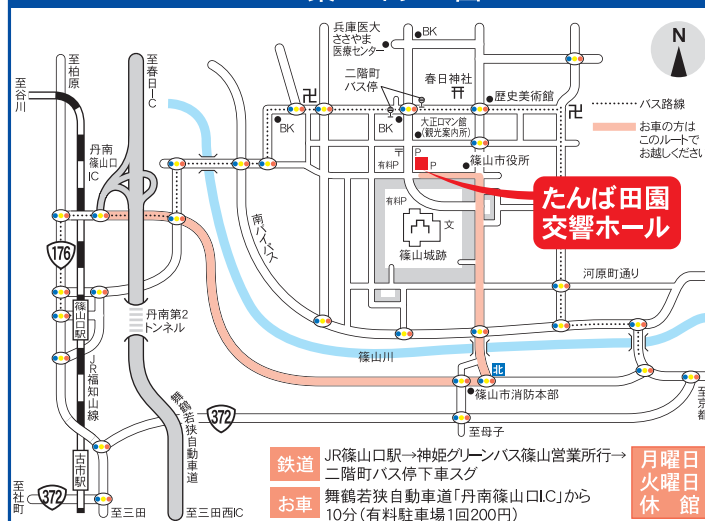 兵庫医大
ささやま
医療センター
BK
二階町
バス停
春日神社
歴史美術館
N
バス路線
お車の方は
このルートで
お越しください
至柏原
至谷川
至春日IC
丹南
篠山口
IC
BK
BK
大正ロマン館
(観光案内所)
〒
P
有料P
P
篠山市役所
たんば田園
交響ホール
有料P
文
篠山城跡
南バイパス
176
河原町通り
篠山口駅
丹南第2
トンネル
JR福知山線
篠山川
北
篠山市消防本部
372
至母子
至京都
舞鶴若狭自動車道
古市駅
至社町
372
至三田
至三田西IC
鉄道
JR篠山口駅→神姫グリーンバス篠山営業所行→
二階町バス停下車スグ
お車
舞鶴若狭自動車道「丹南篠山口I.C」から
10分(有料駐車場1回200円)
月曜日
火曜日
休 館